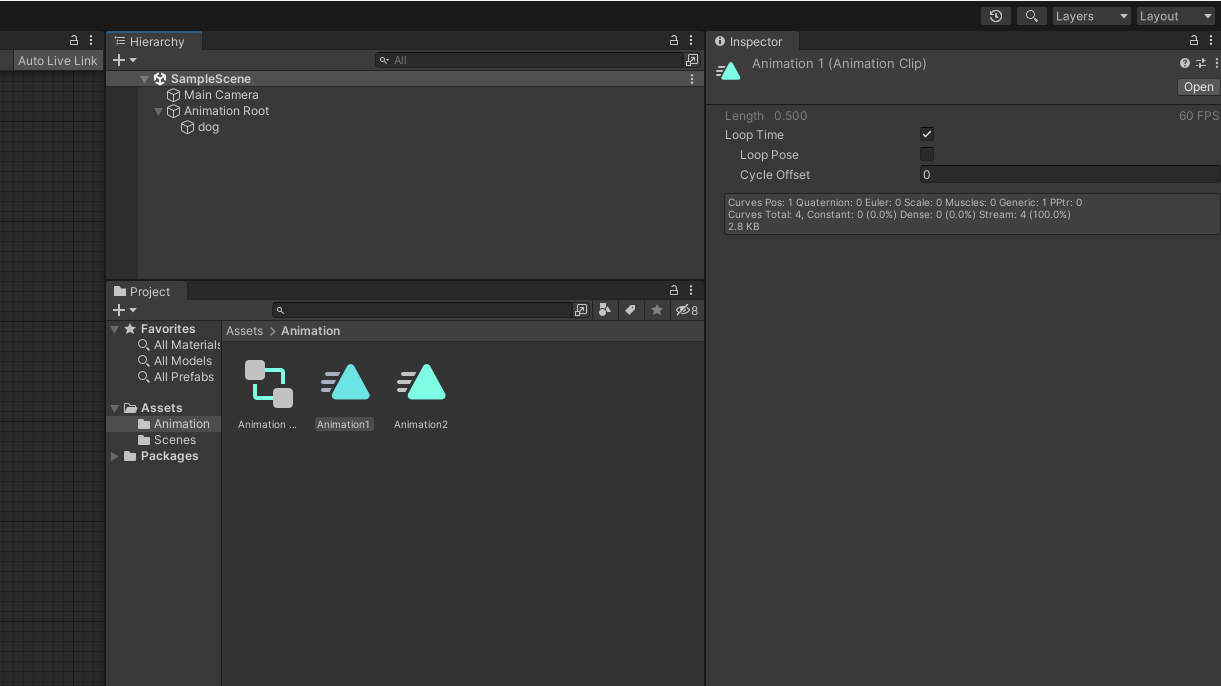 Layers
Layout
Auto Live Link
Hierarchy
All
SampleScene
Main Camera
Animation Root
dog
Project
8
Favorites
All Materials
All Models
All Prefabs
Assets
Animation
Scenes
Packages
Assets > Animation
Animation ...
Animation1
Animation2
Inspector
Animation 1 (Animation Clip)
Open
Length 0.500 60 FPS
Loop Time
Loop Pose
Cycle Offset 0
Curves Pos: 1 Quaternion: 0 Euler: 0 Scale: 0 Muscles: 0 Generic: 1 PPtr: 0
Curves Total: 4, Constant: 0 (0.0%) Dense: 0 (0.0%) Stream: 4 (100.0%)
2.8 KB